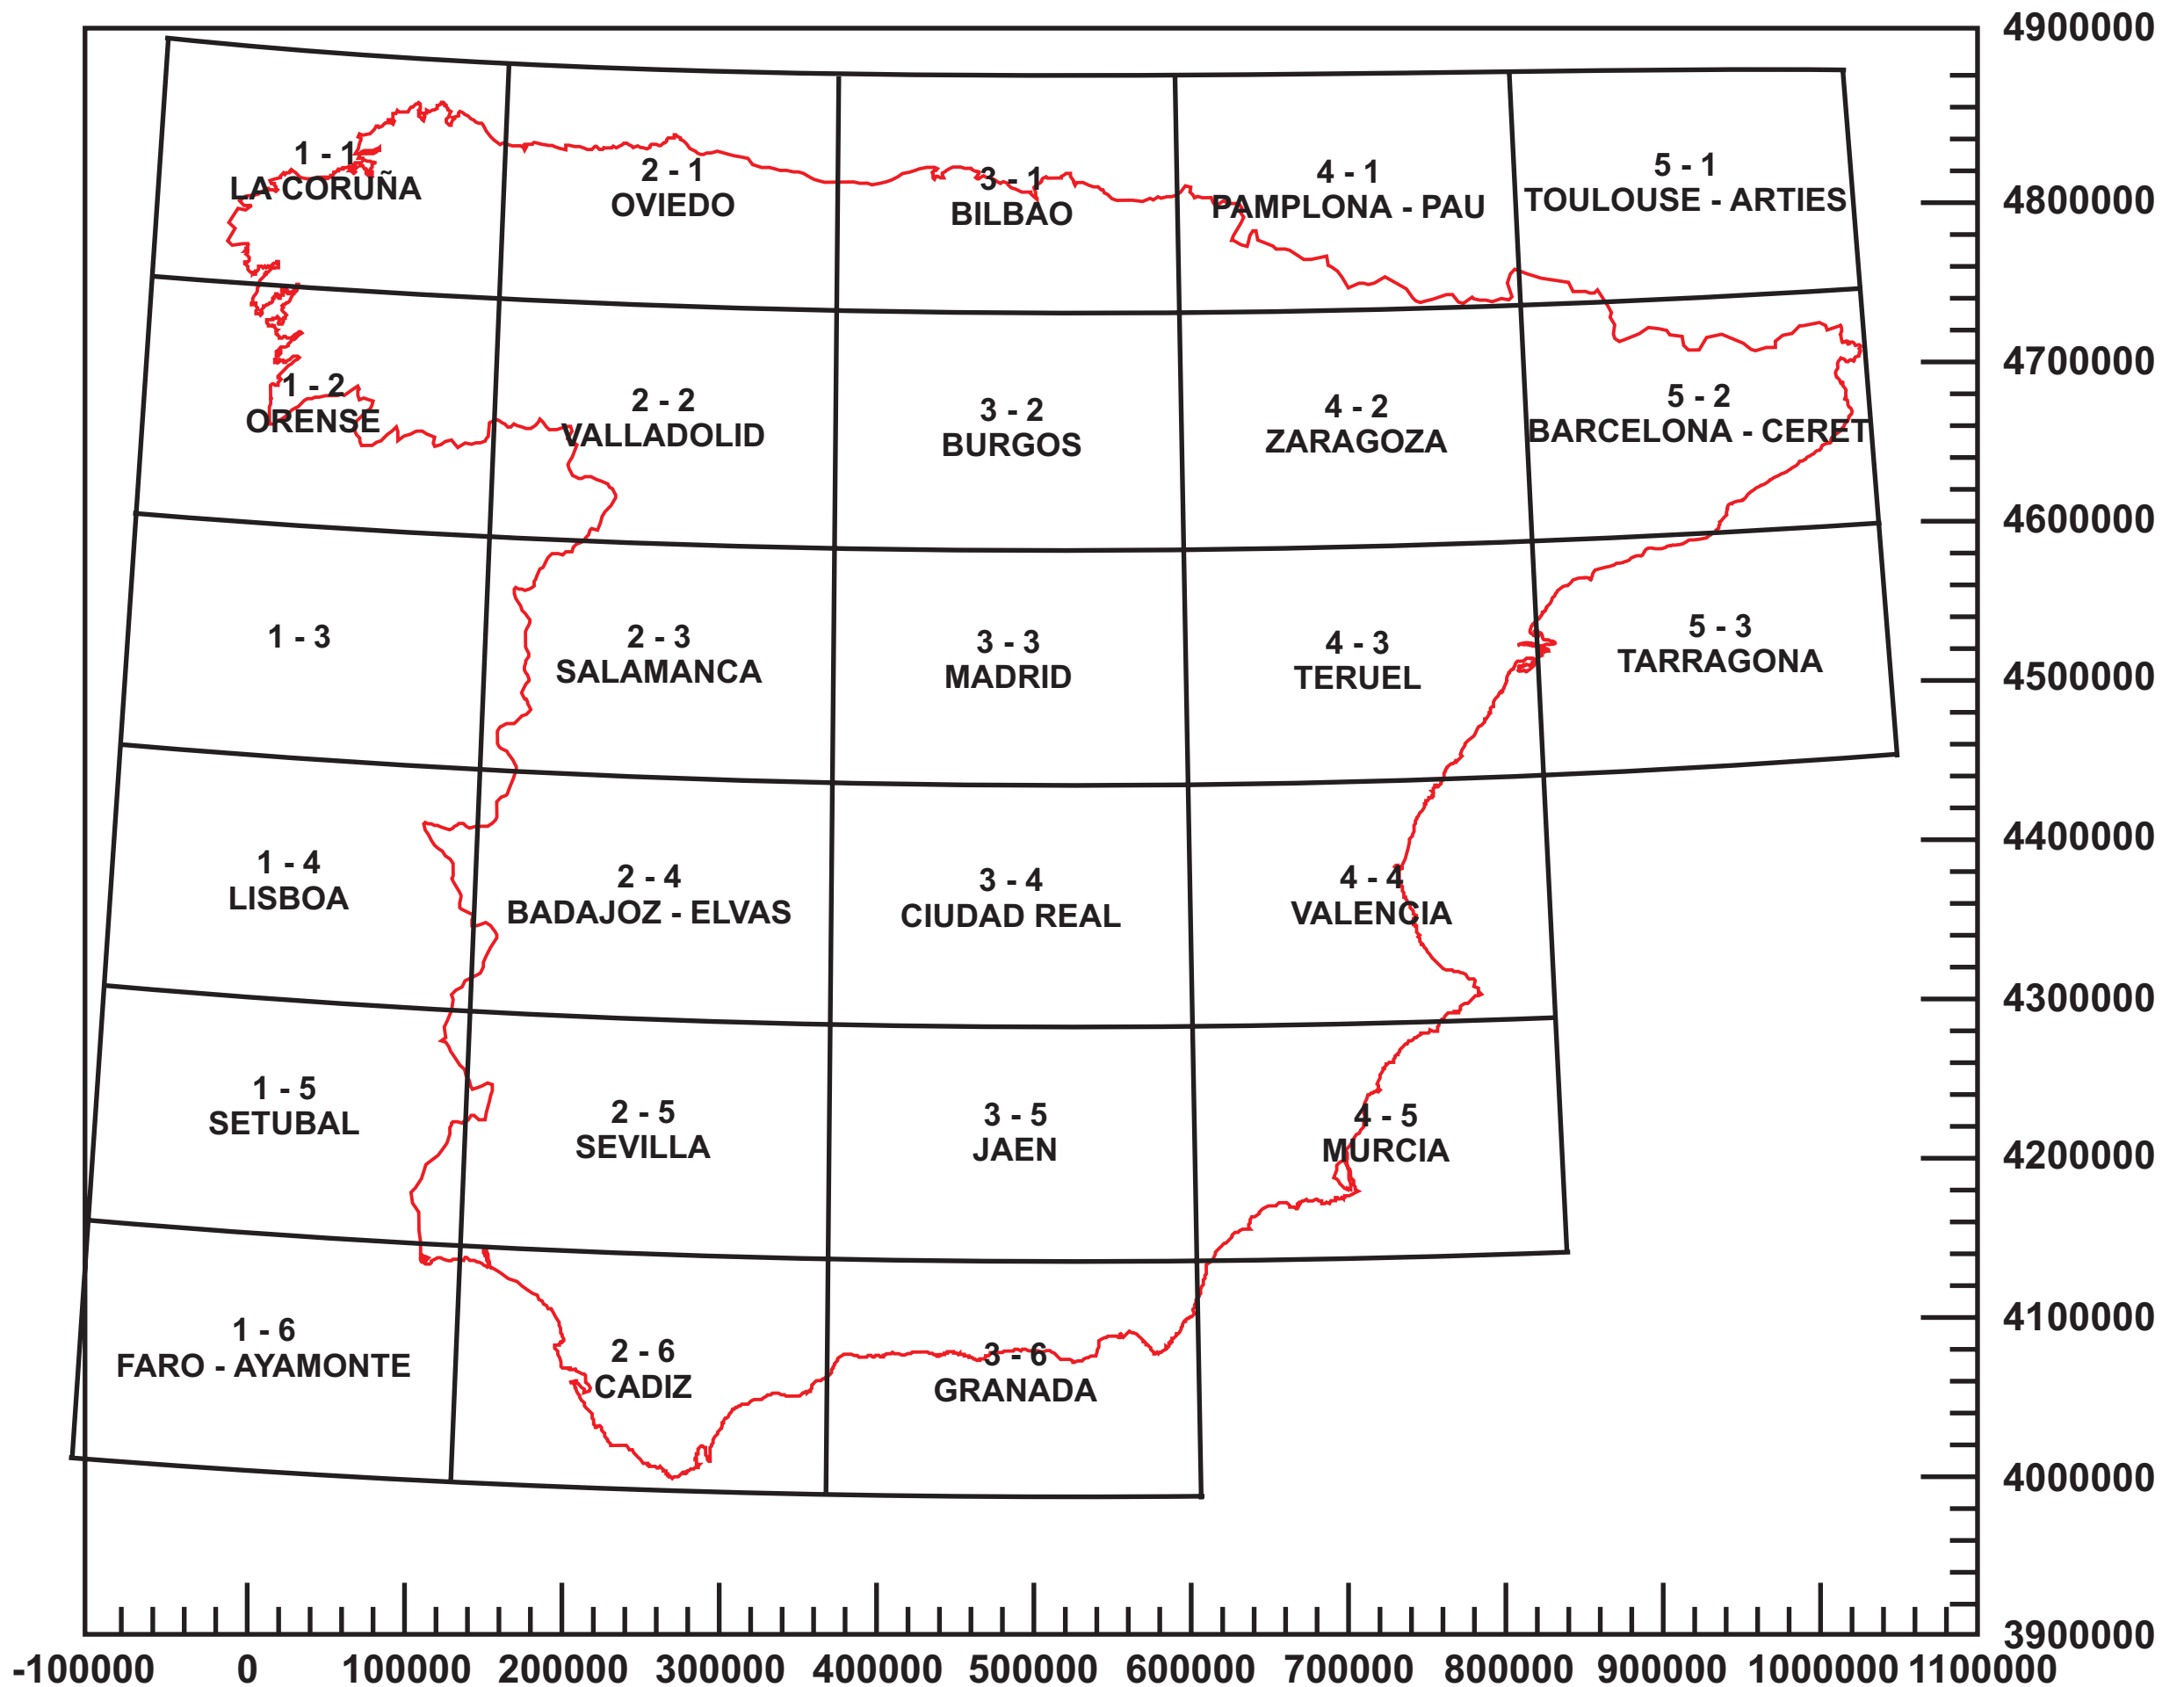 4900000
1 - 1
LA CORUÑA
2 - 1
OVIEDO
3 - 1
BILBAO
4 - 1
PAMPLONA - PAU
5 - 1
TOULOUSE - ARTIES
4800000
4700000
1 - 2
ORENSE
2 - 2
VALLADOLID
3 - 2
BURGOS
4 - 2
ZARAGOZA
5 - 2
BARCELONA - CERET
4600000
1 - 3
2 - 3
SALAMANCA
3 - 3
MADRID
4 - 3
TERUEL
5 - 3
TARRAGONA
4500000
4400000
1 - 4
LISBOA
2 - 4
BADAJOZ - ELVAS
3 - 4
CIUDAD REAL
4 - 4
VALENCIA
4300000
1 - 5
SETUBAL
2 - 5
SEVILLA
3 - 5
JAEN
4 - 5
MURCIA
4200000
4100000
1 - 6
FARO - AYAMONTE
2 - 6
CADIZ
3 - 6
GRANADA
4000000
3900000
-100000 0 100000 200000 300000 400000 500000 600000 700000 800000 900000 1000000 1100000